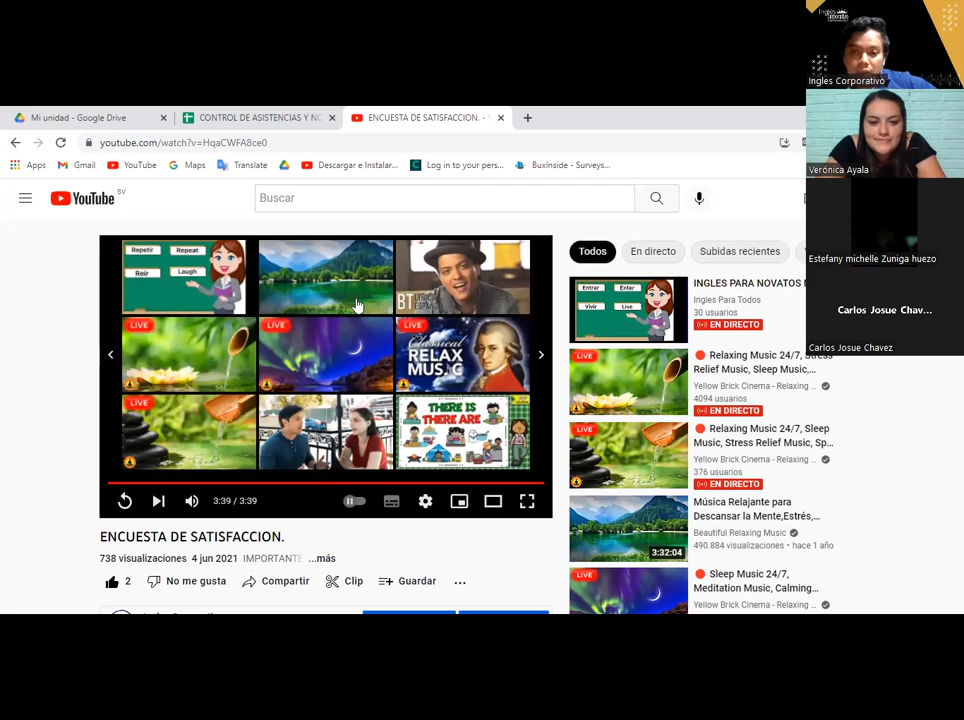 Inglés
Corporativo
Ingles Corporativo
Verónica Ayala
Estefany michelle Zuniga huezo
Carlos Josue Chav...
Carlos Josue Chavez
Mi unidad - Google Drive
CONTROL DE ASISTENCIAS Y NO
ENCUESTA DE SATISFACCION. -
youtube.com/watch?v=HqaCWFA8ce0
Apps
Gmail
YouTube
Maps
Translate
Descargar e Instalar...
Log in to your pers...
BuxInside - Surveys...
YouTube SV
Buscar
Repetir
Repeat
Reir
Laugh
BT
LIVE
LIVE
LIVE
Classical
RELAX
MUSIC
LIVE
THERE IS
THERE ARE
3:39 / 3:39
ENCUESTA DE SATISFACCION.
738 visualizaciones 4 jun 2021 IMPORTANTE ...más
2
No me gusta
Compartir
Clip
Guardar
Todos
En directo
Subidas recientes
Entrar
Enter
Vivir
Live
INGLES PARA NOVATOS
Ingles Para Todos
30 usuarios
EN DIRECTO
LIVE
Relaxing Music 24/7, Stress
Relief Music, Sleep Music,...
Yellow Brick Cinema - Relaxing ...
4094 usuarios
EN DIRECTO
LIVE
Relaxing Music 24/7, Sleep
Music, Stress Relief Music, Sp...
Yellow Brick Cinema - Relaxing ...
376 usuarios
EN DIRECTO
Música Relajante para
Descansar la Mente,Estrés,...
Beautiful Relaxing Music
490.884 visualizaciones • hace 1 año
3:32:04
LIVE
Sleep Music 24/7,
Meditation Music, Calming...
Yellow Brick Cinema - Relaxing ...